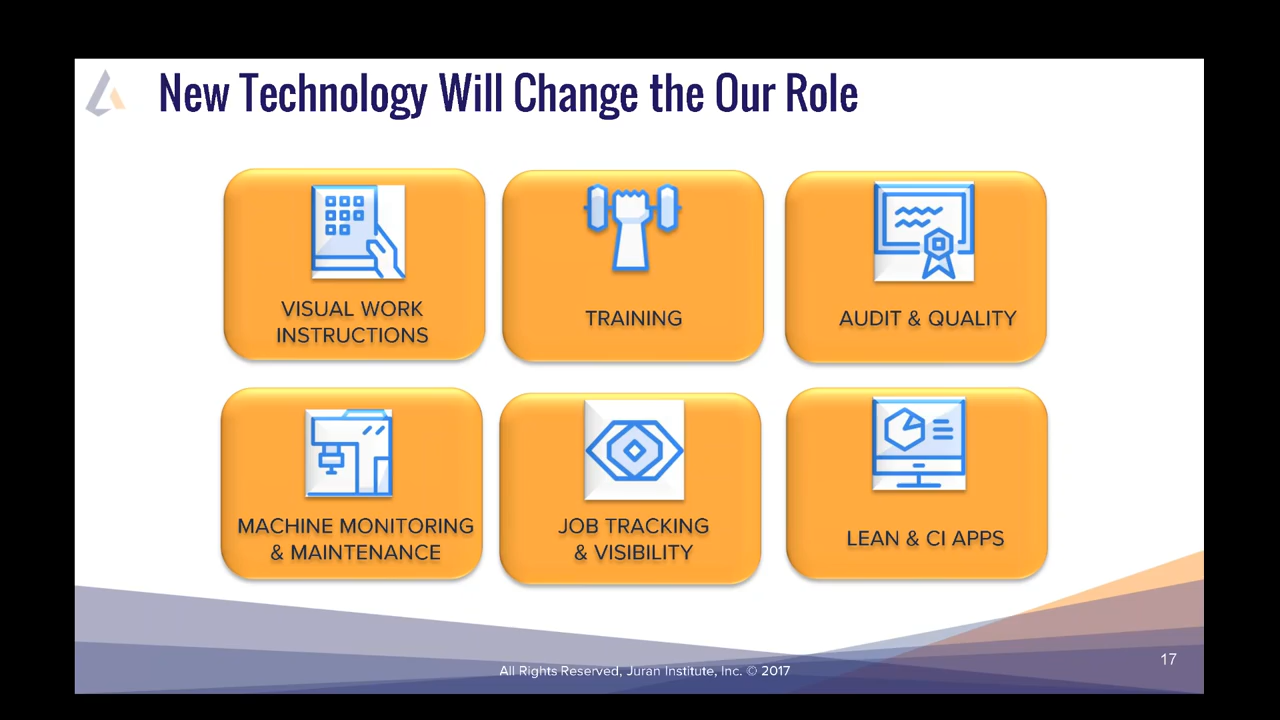 New Technology Will Change the Our Role
VISUAL WORK
INSTRUCTIONS
TRAINING
AUDIT & QUALITY
MACHINE MONITORING
& MAINTENANCE
JOB TRACKING
& VISIBILITY
LEAN & CI APPS
All Rights Reserved, Juran Institute, Inc. © 2017
17